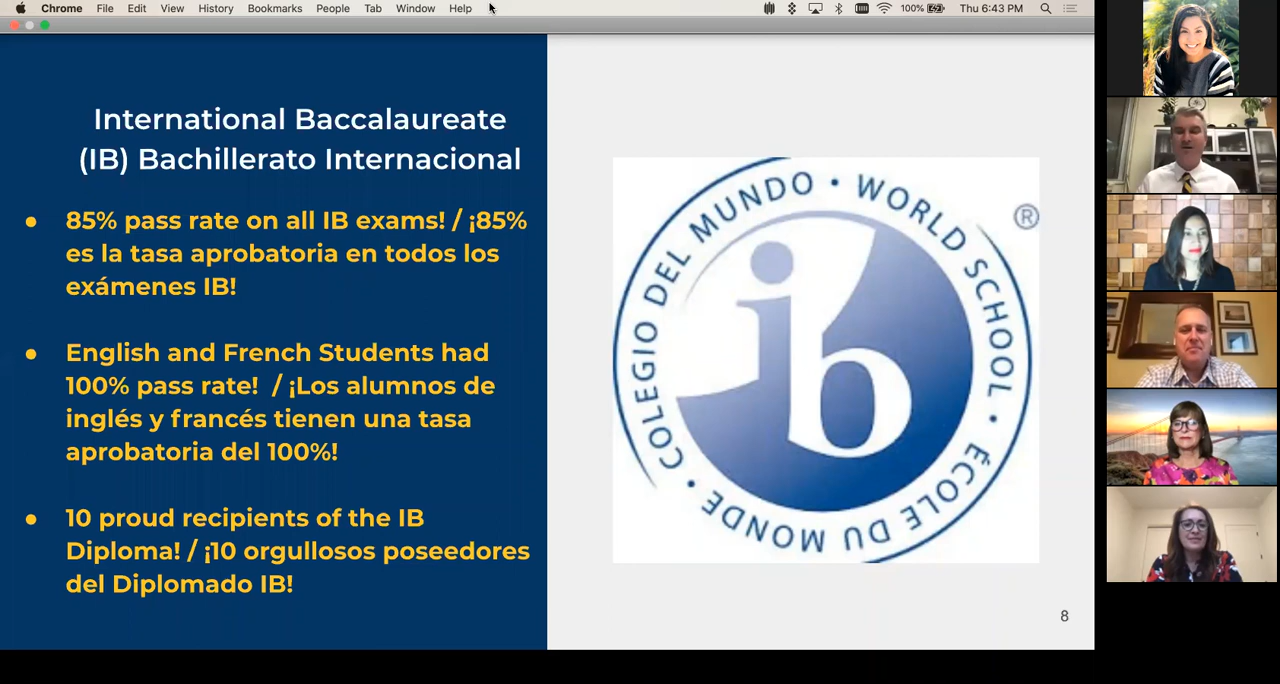 Chrome File Edit View History Bookmarks People Tab Window Help 100% Thu 6:43 PM
International Baccalaureate
(IB) Bachillerato Internacional
● 85% pass rate on all IB exams! / ¡85%
es la tasa aprobatoria en todos los
exámenes IB!
● English and French Students had
100% pass rate! / ¡Los alumnos de
inglés y francés tienen una tasa
aprobatoria del 100%!
● 10 proud recipients of the IB
Diploma! / ¡10 orgullosos poseedores
del Diplomado IB!
COLEGIO DEL MUNDO • WORLD SCHOOL • ÉCOLE DU MONDE •
®
ib
8